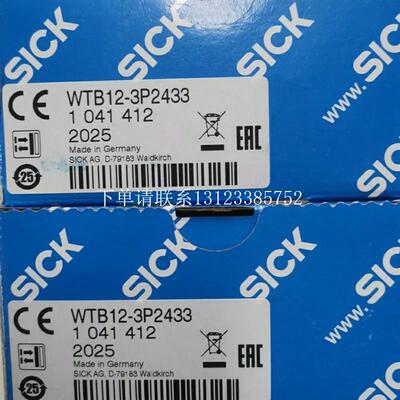 SICK
SICK
CE
WTB12-3P2433
1 041 412
2025
Made in Germany
SICK AG, D-79183 Waldkirch
25
EAC
下单请联系13123385752
SICK
SICK
CE
WTB12-3P2433
1 041 412
2025
Made in Germany
SICK AG, D-79183 Waldkirch
25
EAC